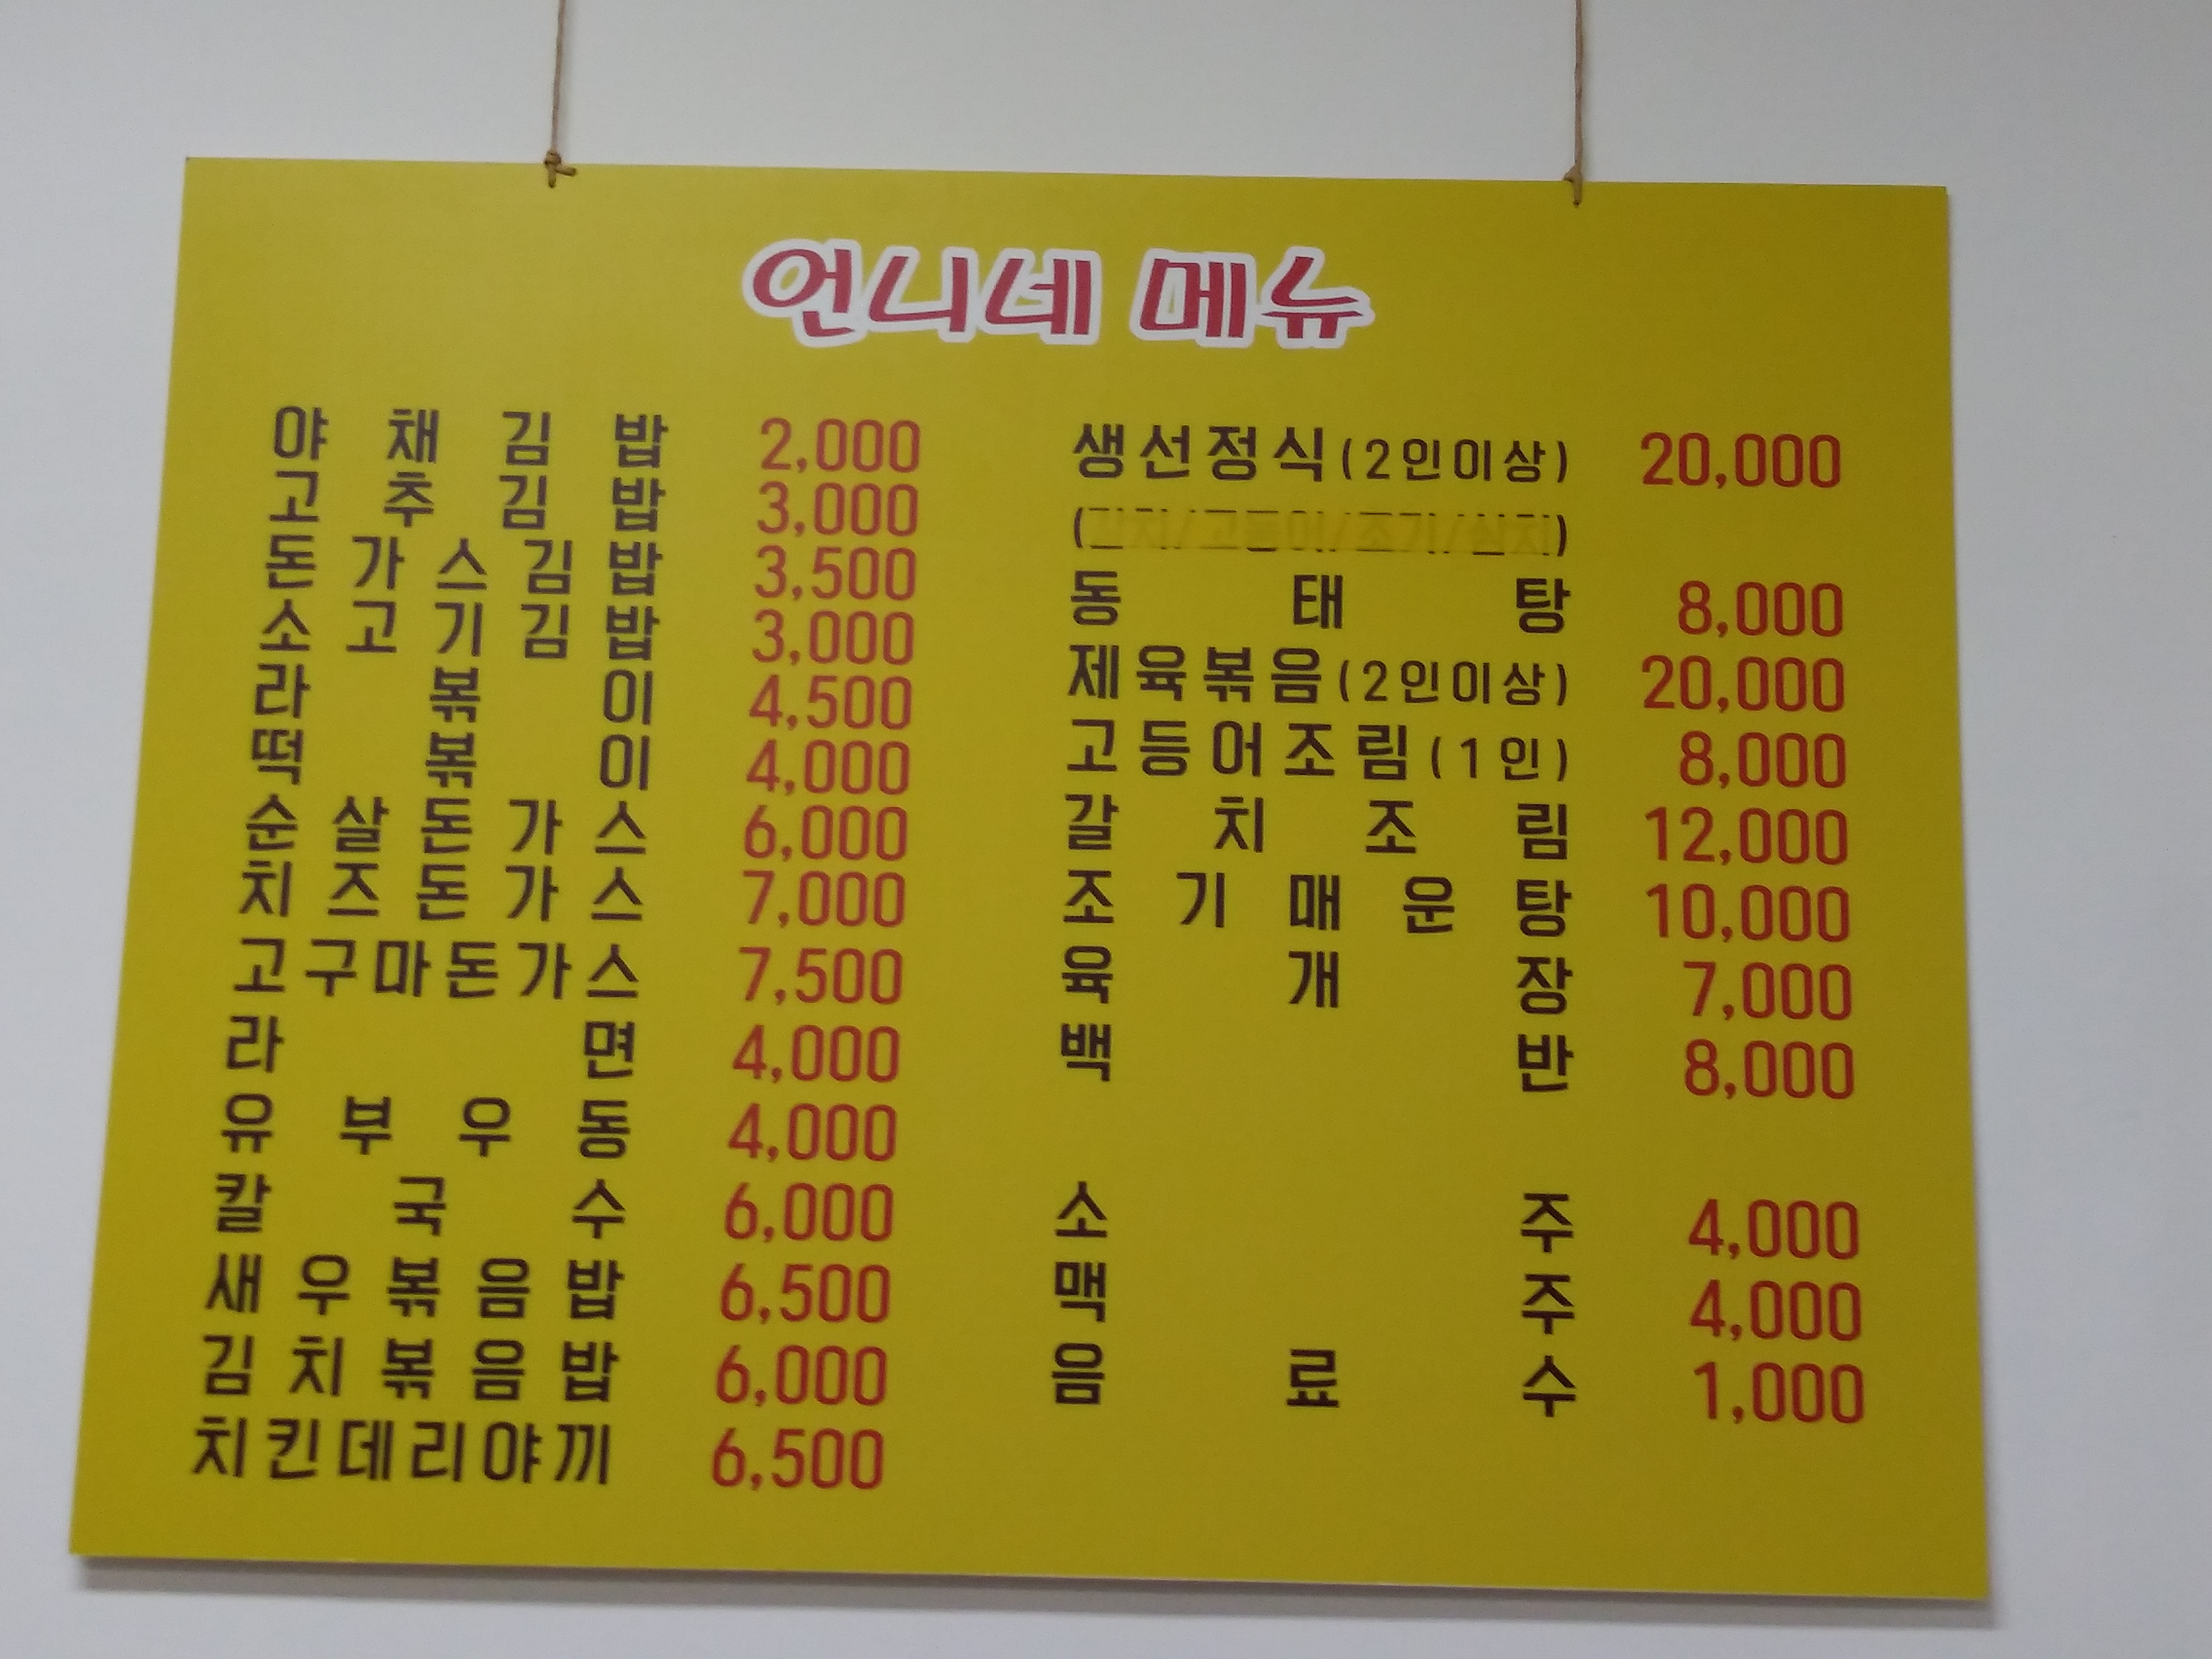 언니네 메뉴
야채김밥 2,000
고추김밥 3,000
돈가스김밥 3,500
소고기김밥 3,000
라볶이 4,500
떡볶이 4,000
순살돈가스 6,000
치즈돈가스 7,000
고구마돈가스 7,500
라면 4,000
유부우동 4,000
칼국수 6,000
새우볶음밥 6,500
김치볶음밥 6,000
치킨데리야끼 6,500
생선정식(2인이상) 20,000
동태탕 8,000
제육볶음(2인이상) 20,000
고등어조림(1인) 8,000
갈치조림 12,000
조기매운탕 10,000
육개장 7,000
백반 8,000
소주 4,000
맥주 4,000
음료수 1,000